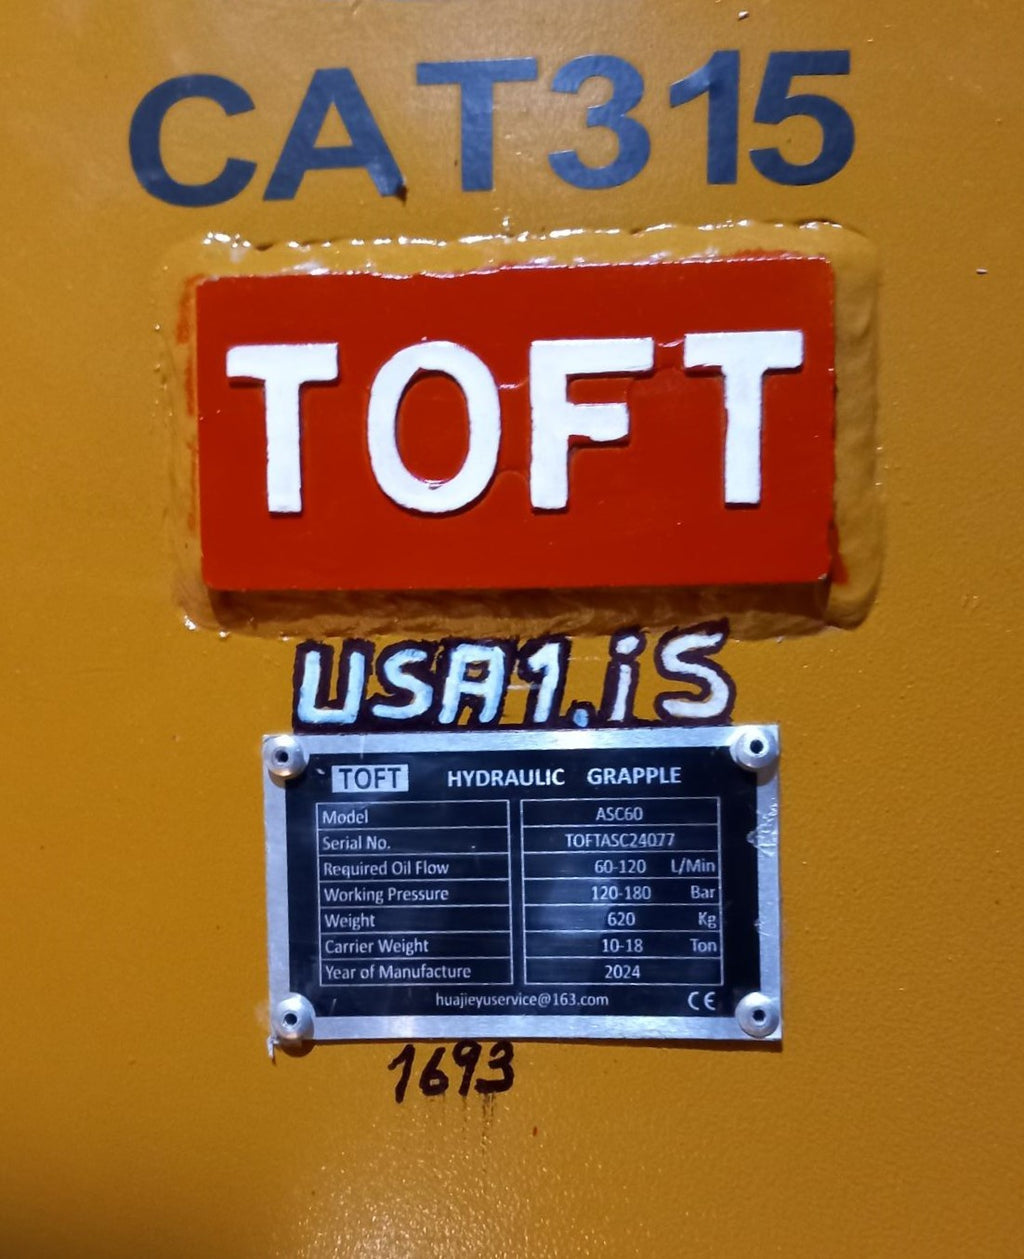 CAT315
TOFT
USA1.iS
TOFT HYDRAULIC GRAPPLE
Model ASC60
Serial No. TOFTASC24077
Required Oil Flow 60-120 L/Min
Working Pressure 120-180 Bar
Weight 620 Kg
Carrier Weight 10-18 Ton
Year of Manufacture 2024
huajieyuservice@163.com CE
1693